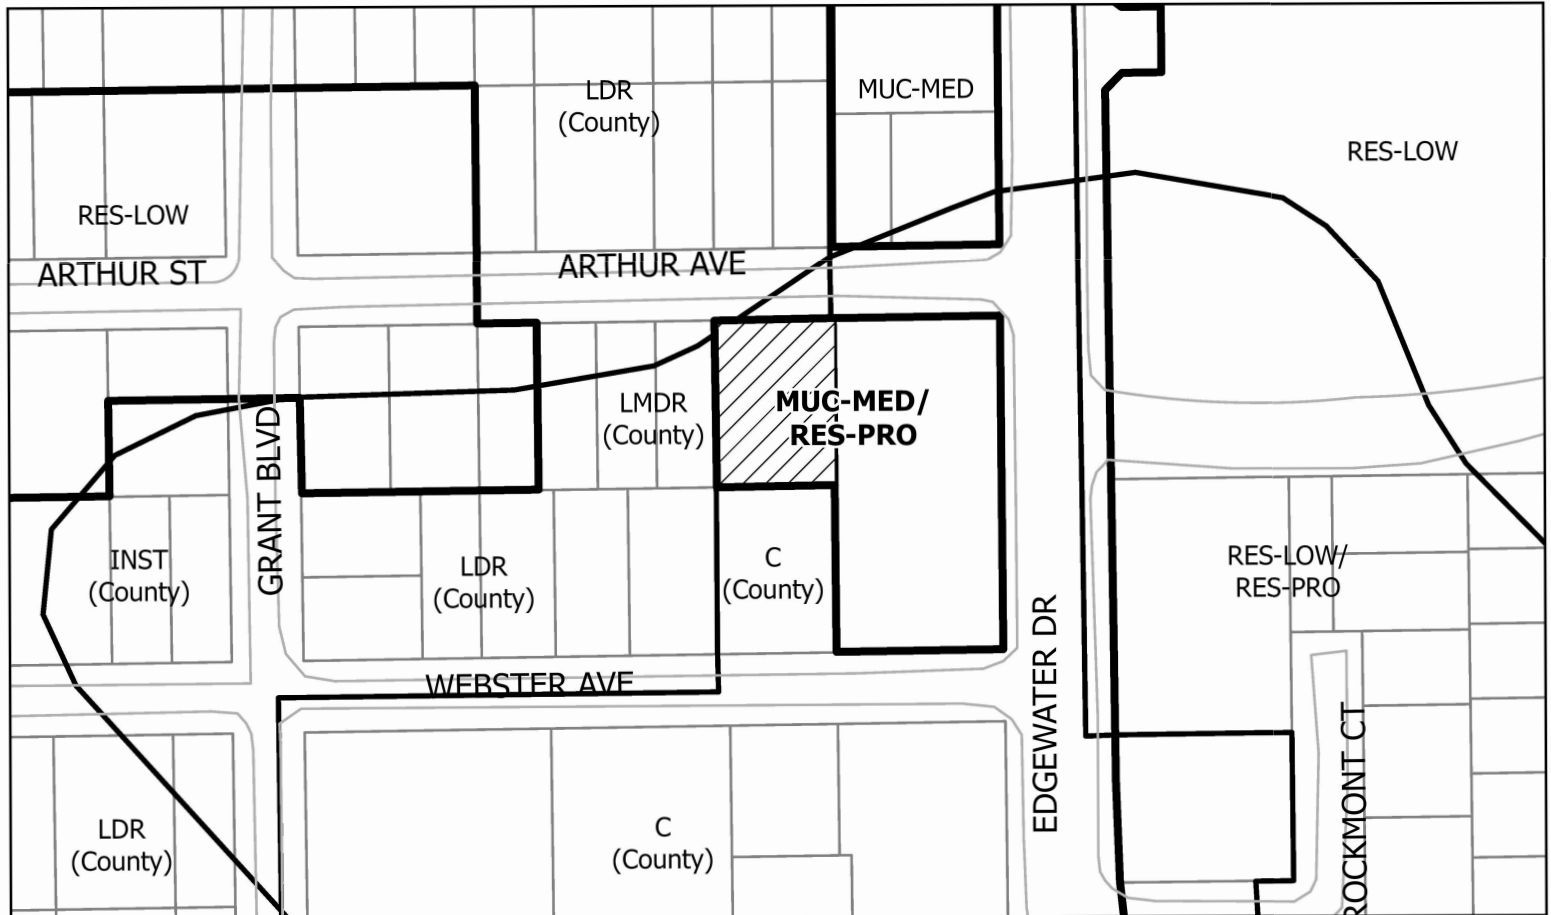 LDR
(County)
MUC-MED
RES-LOW
RES-LOW
ARTHUR ST
ARTHUR AVE
LMDR
(County)
MUC-MED/
RES-PRO
GRANT BLVD
INST
(County)
LDR
(County)
C
(County)
RES-LOW/
RES-PRO
WEBSTER AVE
EDGEWATER DR
ROCKMONT CT
LDR
(County)
C
(County)